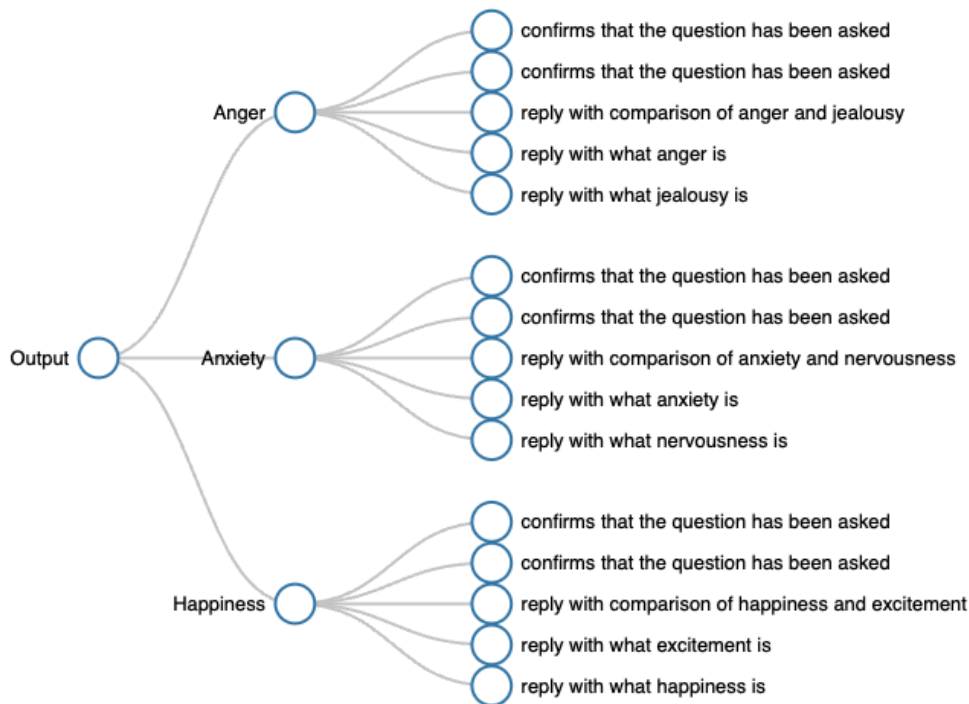 Output
Anger
confirms that the question has been asked
confirms that the question has been asked
reply with comparison of anger and jealousy
reply with what anger is
reply with what jealousy is
Anxiety
confirms that the question has been asked
confirms that the question has been asked
reply with comparison of anxiety and nervousness
reply with what anxiety is
reply with what nervousness is
Happiness
confirms that the question has been asked
confirms that the question has been asked
reply with comparison of happiness and excitement
reply with what excitement is
reply with what happiness is